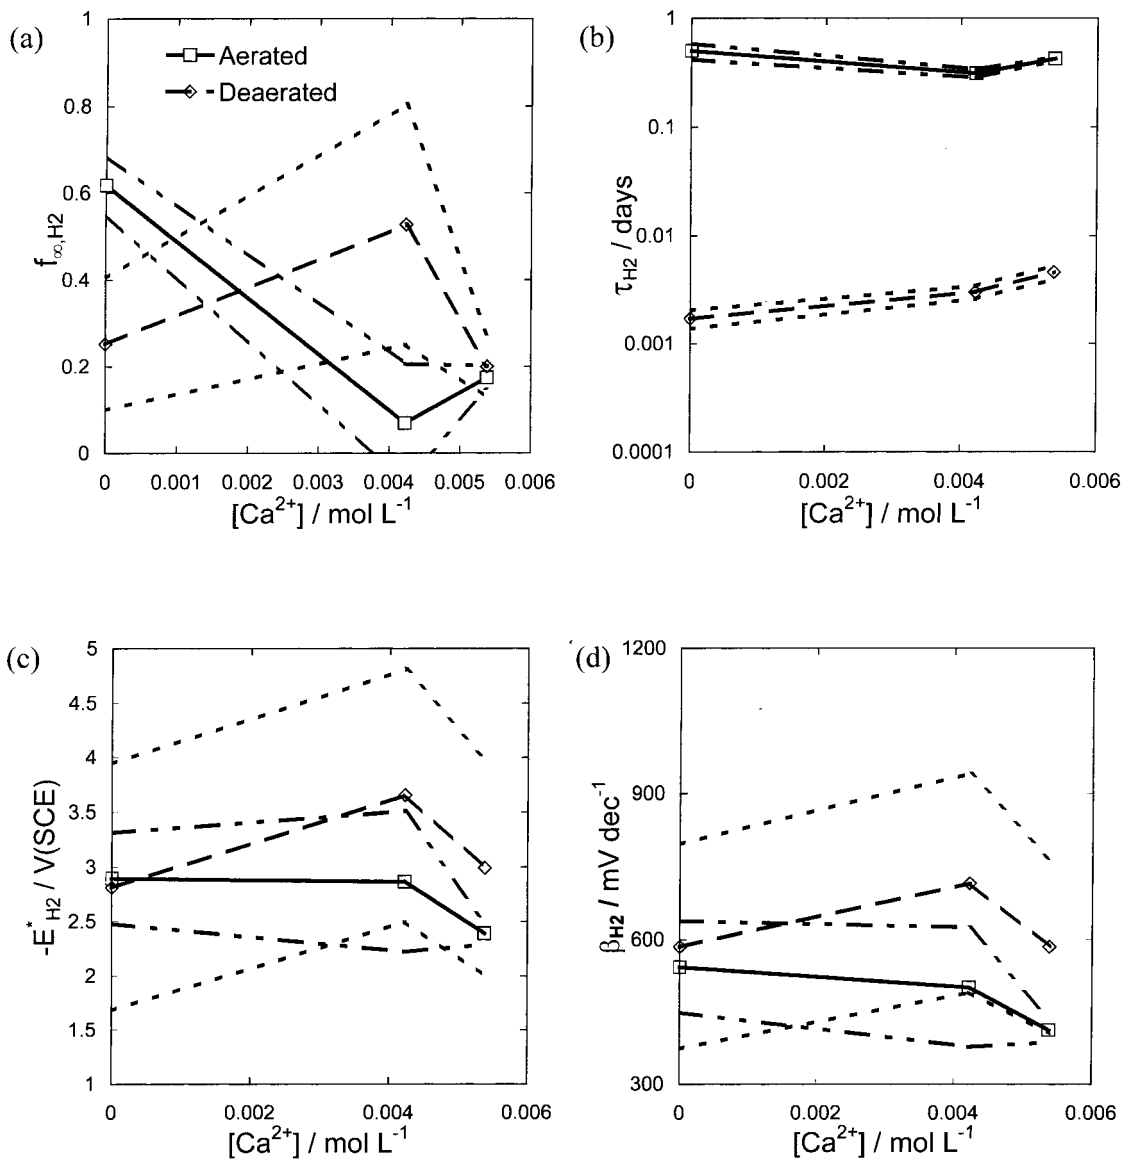 (a)
1
0.8
0.6
0.4
0.2
0
f∞,H2
Aerated
Deaerated
0 0.001 0.002 0.003 0.004 0.005 0.006
[Ca2+] / mol L-1
(b)
1
0.1
0.01
0.001
0.0001
τH2 / days
0 0.002 0.004 0.006
[Ca2+] / mol L-1
(c)
5
4.5
4
3.5
3
2.5
2
1.5
1
-E*H2 / V(SCE)
0 0.002 0.004 0.006
[Ca2+] / mol L-1
(d)
1200
900
600
300
βH2 / mV dec-1
0 0.002 0.004 0.006
[Ca2+] / mol L-1